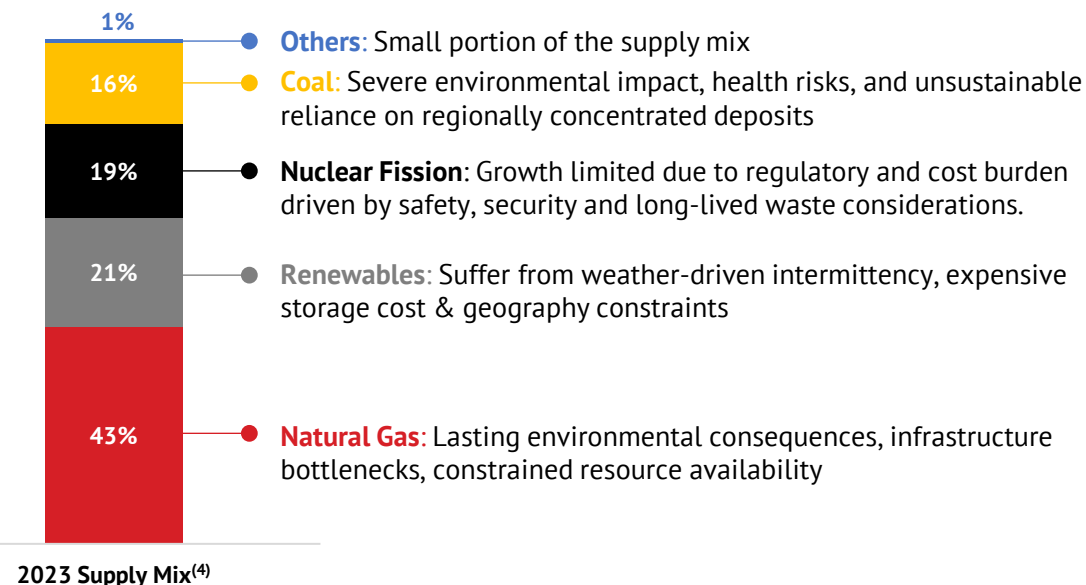 1%
Others: Small portion of the supply mix
16%
Coal: Severe environmental impact, health risks, and unsustainable
reliance on regionally concentrated deposits
19%
Nuclear Fission: Growth limited due to regulatory and cost burden
driven by safety, security and long-lived waste considerations.
21%
Renewables: Suffer from weather-driven intermittency, expensive
storage cost & geography constraints
43%
Natural Gas: Lasting environmental consequences, infrastructure
bottlenecks, constrained resource availability
2023 Supply Mix(4)